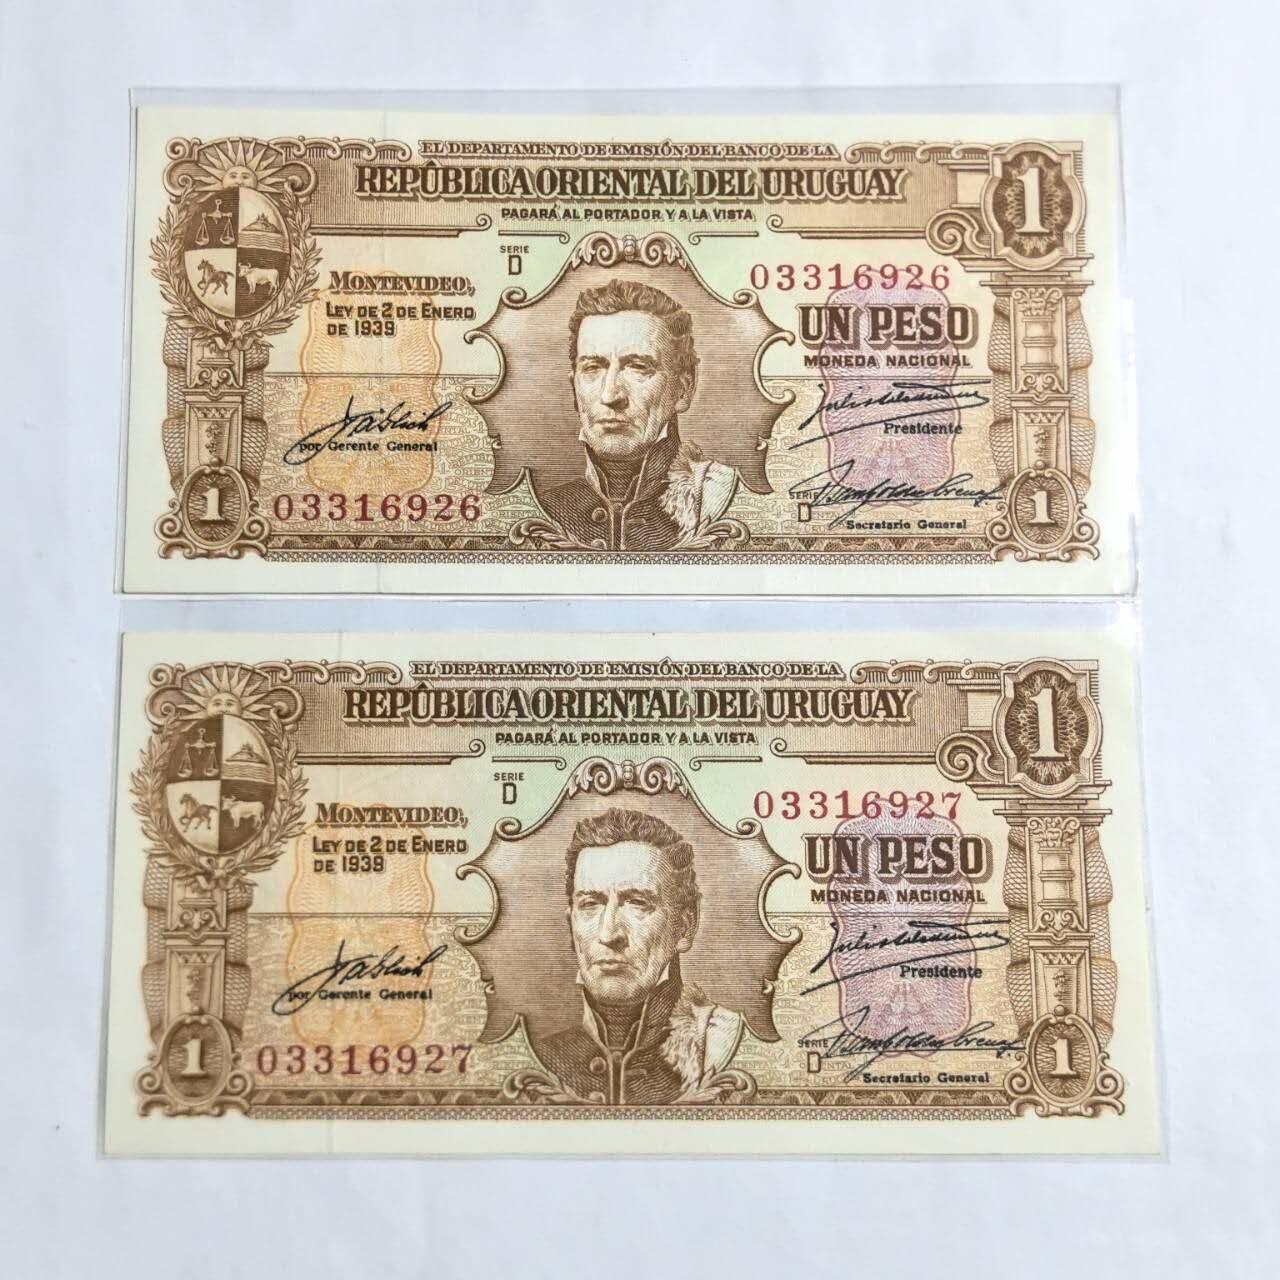 EL DEPARTAMENTO DE EMISIÓN DEL BANCO DE LA
REPÚBLICA ORIENTAL DEL URUGUAY
1
PAGARÁ AL PORTADOR Y A LA VISTA
SERIE
D
03316926
MONTEVIDEO,
LEY DE 2 DE ENERO
DE 1939
UN PESO
MONEDA NACIONAL
Presidente
por Gerente General
SERIE
D
1
03316926
Secretario General
1
EL DEPARTAMENTO DE EMISIÓN DEL BANCO DE LA
REPÚBLICA ORIENTAL DEL URUGUAY
1
PAGARÁ AL PORTADOR Y A LA VISTA
SERIE
D
03316927
MONTEVIDEO,
LEY DE 2 DE ENERO
DE 1939
UN PESO
MONEDA NACIONAL
Presidente
por Gerente General
SERIE
D
1
03316927
Secretario General
1